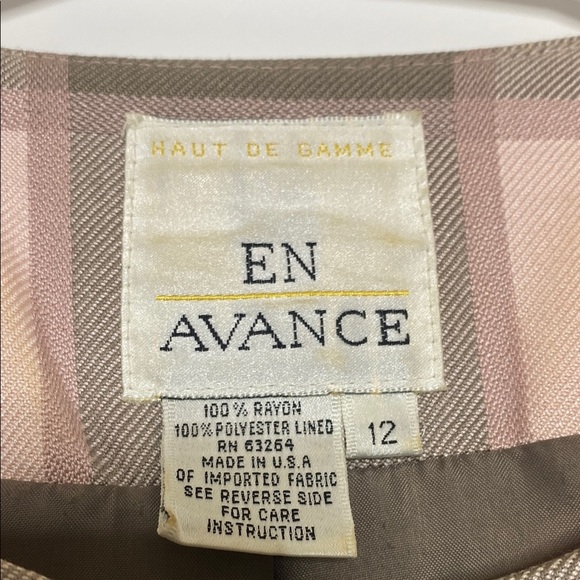 HAUT DE GAMME
EN
AVANCE
100% RAYON
100% POLYESTER LINED
RN 63264
MADE IN U.S.A
OF IMPORTED FABRIC
SEE REVERSE SIDE
FOR CARE
INSTRUCTION
12